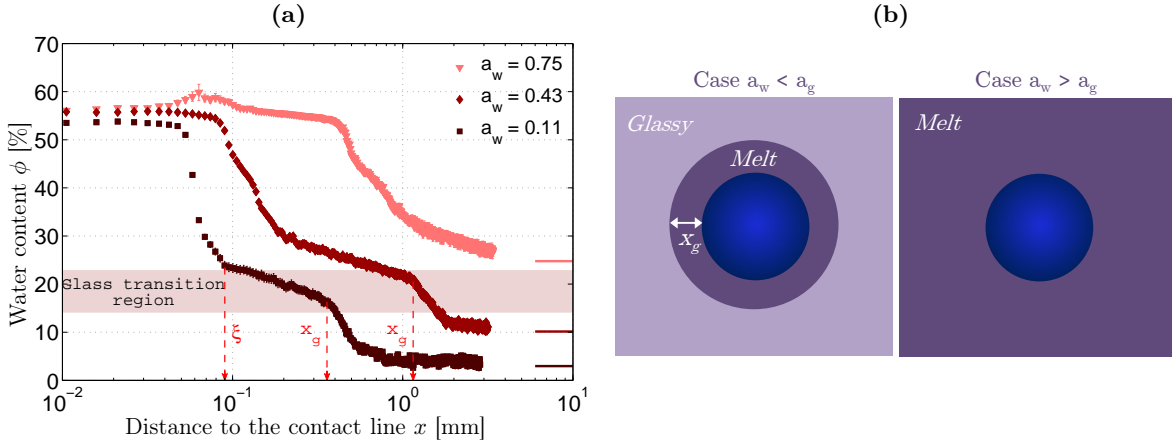 (a)
70
60
50
40
30
20
10
0
Water content ϕ [%]
a_w = 0.75
a_w = 0.43
a_w = 0.11
Glass transition
region
ξ
x_g
x_g
10^-2
10^-1
10^0
10^1
Distance to the contact line x [mm]
(b)
Case a_w < a_g
Case a_w > a_g
Glassy
Melt
x_g
Melt